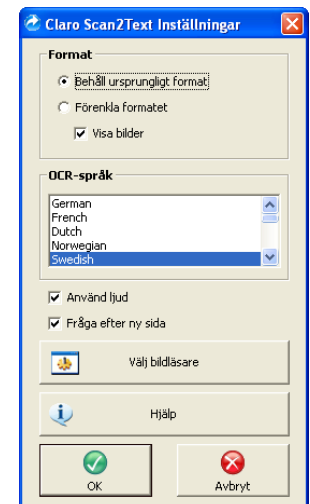 Claro Scan2Text Inställningar
Format
Behåll ursprungligt format
Förenkla formatet
Visa bilder
OCR-språk
German
French
Dutch
Norwegian
Swedish
Använd ljud
Fråga efter ny sida
Välj bildläsare
Hjälp
OK
Avbryt